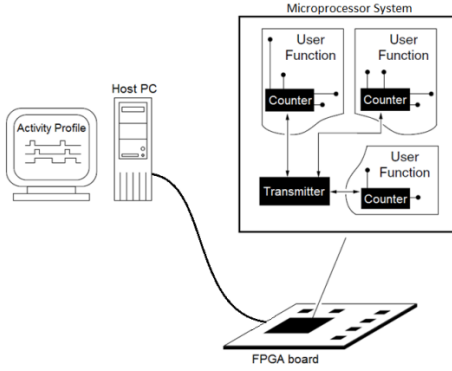 Microprocessor System
User
Function
Counter
User
Function
Counter
Host PC
Activity Profile
User
Function
Transmitter
Counter
FPGA board